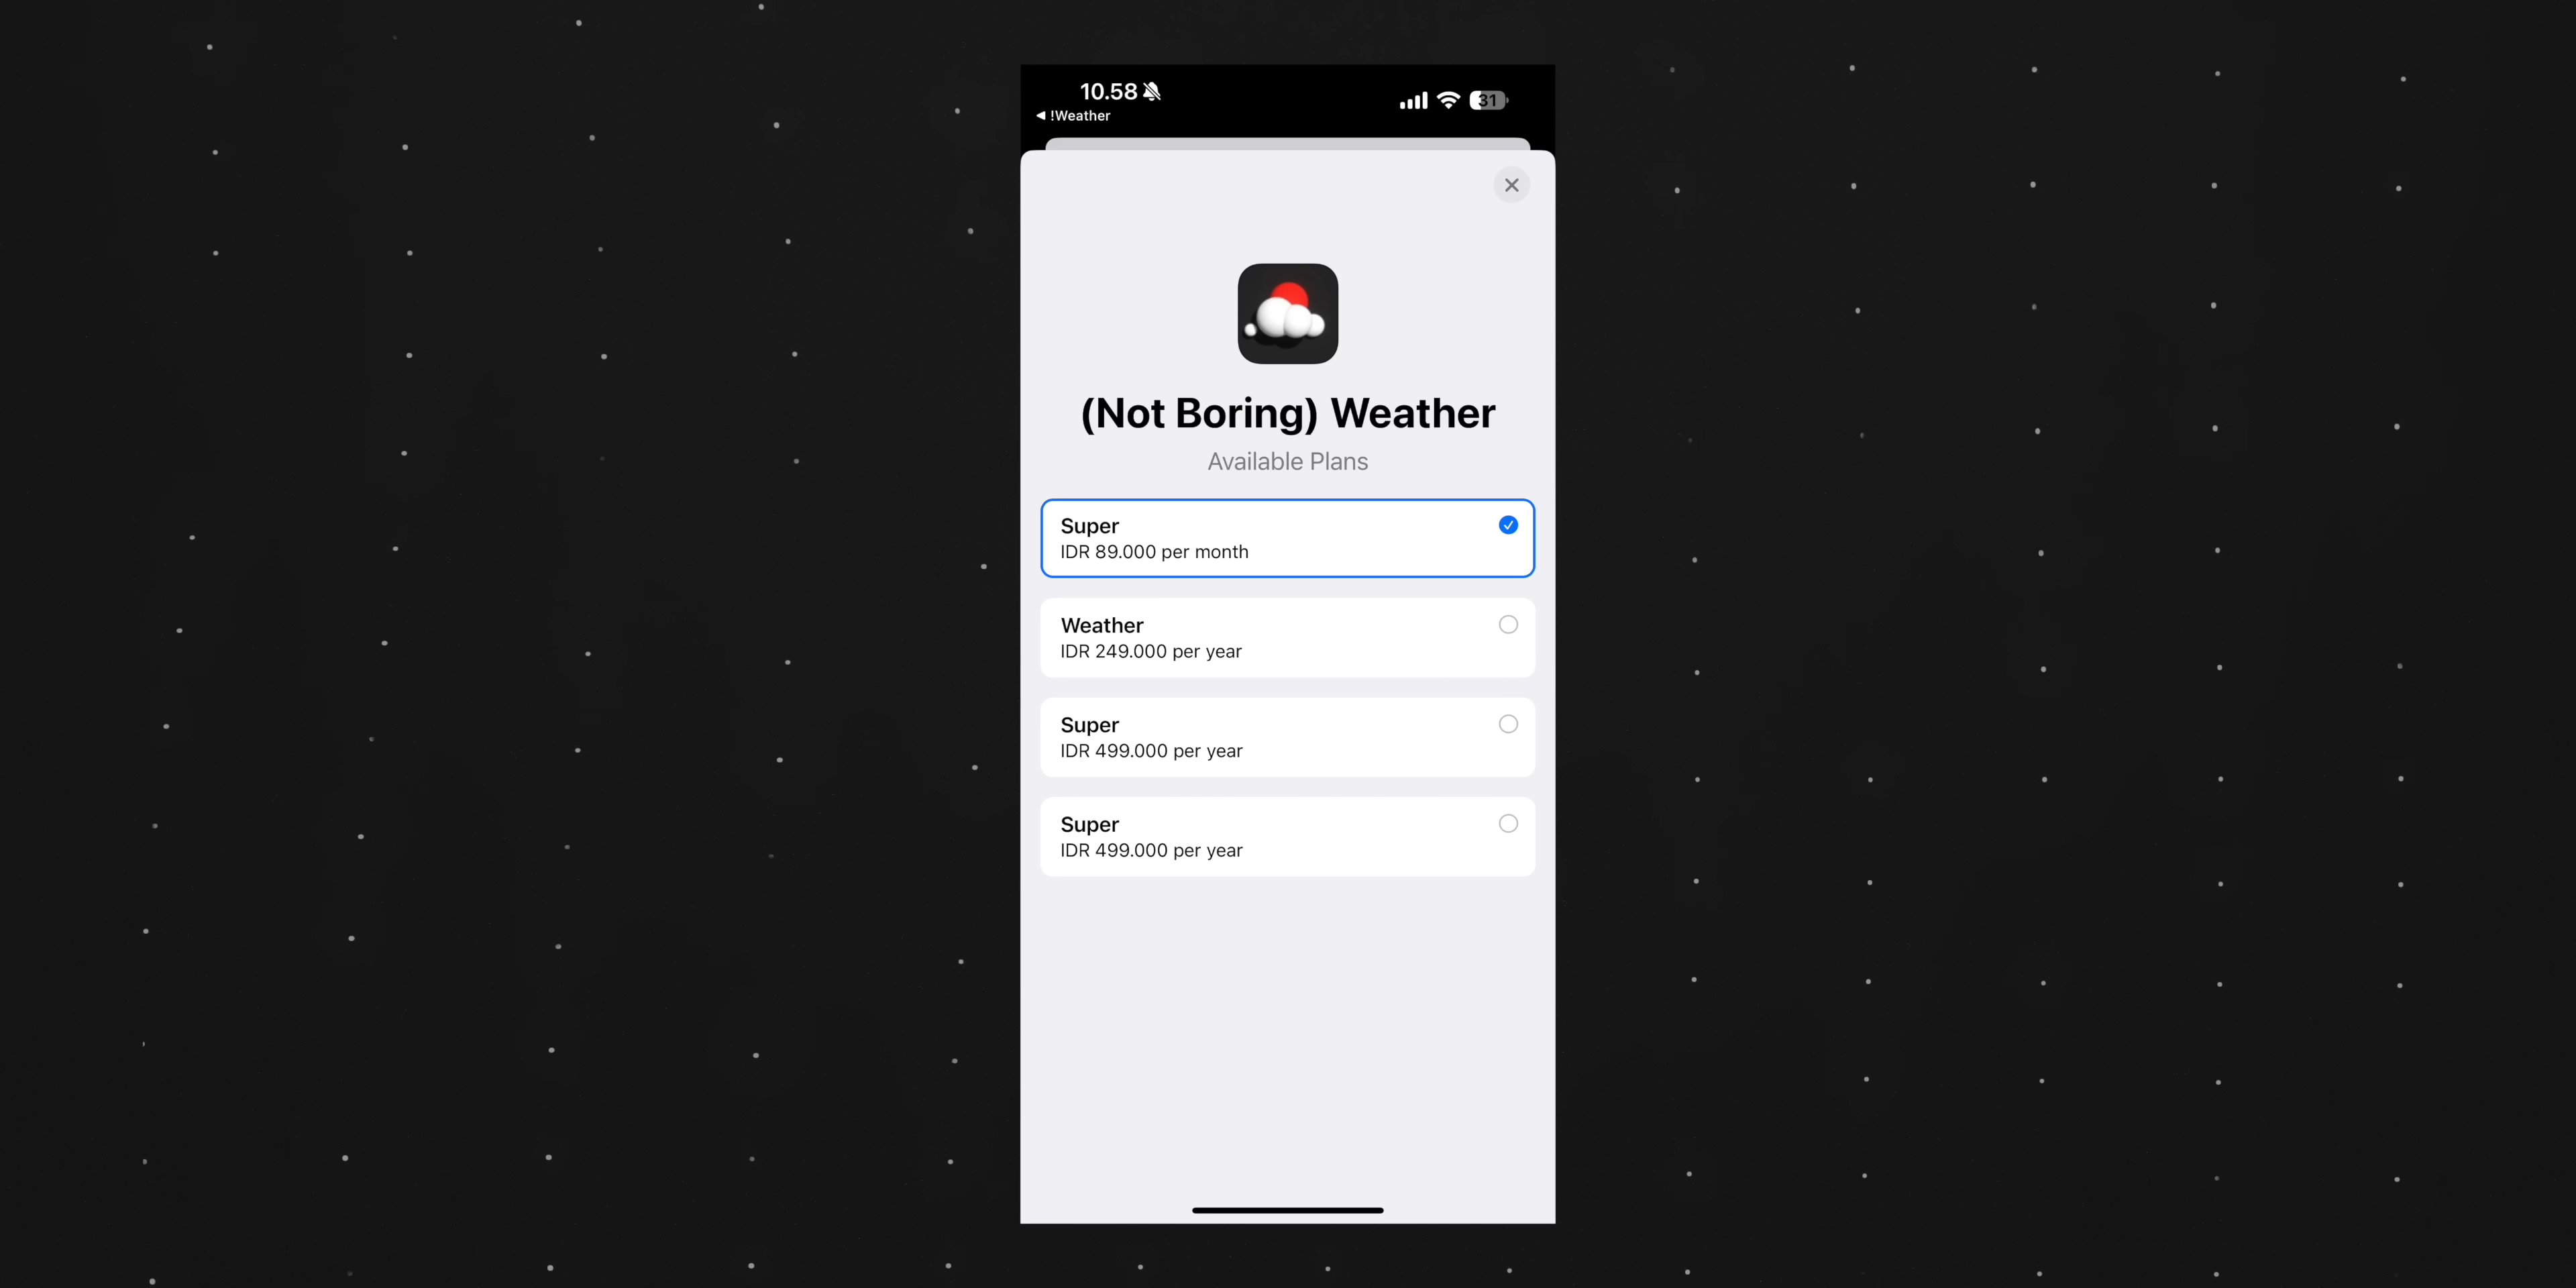 10.58
◀ !Weather
31
(Not Boring) Weather
Available Plans
Super
IDR 89.000 per month
Weather
IDR 249.000 per year
Super
IDR 499.000 per year
Super
IDR 499.000 per year